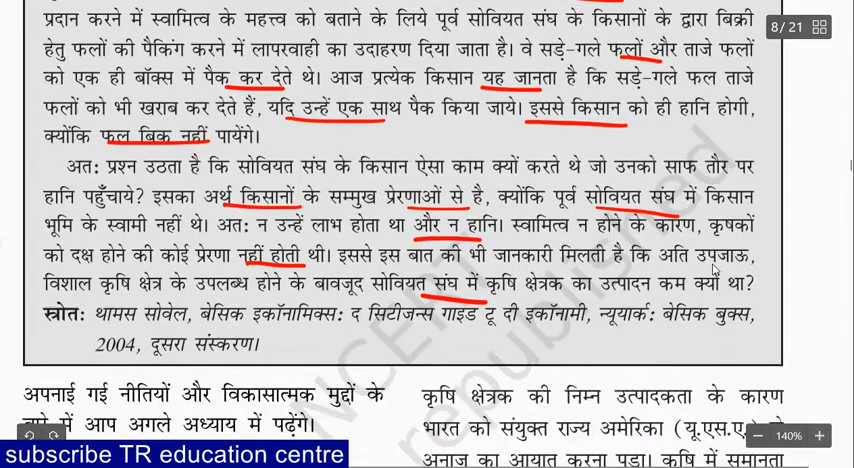 प्रदान करने में स्वामित्व के महत्त्व को बताने के लिये पूर्व सोवियत संघ के किसानों के द्वारा बिक्री
हेतु फलों की पैकिंग करने में लापरवाही का उदाहरण दिया जाता है। वे सड़े-गले फलों और ताजे फलों
को एक ही बॉक्स में पैक कर देते थे। आज प्रत्येक किसान यह जानता है कि सड़े-गले फल ताजे
फलों को भी खराब कर देते हैं, यदि उन्हें एक साथ पैक किया जाये। इससे किसान को ही हानि होगी,
क्योंकि फल बिक नहीं पायेंगे।
अतः प्रश्न उठता है कि सोवियत संघ के किसान ऐसा काम क्यों करते थे जो उनको साफ तौर पर
हानि पहुँचाये? इसका अर्थ किसानों के सम्मुख प्रेरणाओं से है, क्योंकि पूर्व सोवियत संघ में किसान
भूमि के स्वामी नहीं थे। अतः न उन्हें लाभ होता था और न हानि। स्वामित्व न होने के कारण, कृषकों
को दक्ष होने की कोई प्रेरणा नहीं होती थी। इससे इस बात की भी जानकारी मिलती है कि अति उपजाऊ,
विशाल कृषि क्षेत्र के उपलब्ध होने के बावजूद सोवियत संघ में कृषि क्षेत्रक का उत्पादन कम क्यों था?
स्त्रोतः थामस सोवेल, बेसिक इकॉनामिक्सः द सिटीजन्स गाइड टू दी इकॉनामी, न्यूयार्कः बेसिक बुक्स,
2004, दूसरा संस्करण।
अपनाई गई नीतियों और विकासात्मक मुद्दों के
में आप अगले अध्याय में पढ़ेंगे।
कृषि क्षेत्रक की निम्न उत्पादकता के कारण
भारत को संयुक्त राज्य अमेरिका (यू.एस.ए.) से
अनाज का आयात करना पड़ा। कृषि में समानता
8/21
140%
NCERT
republished
subscribe TR education centre